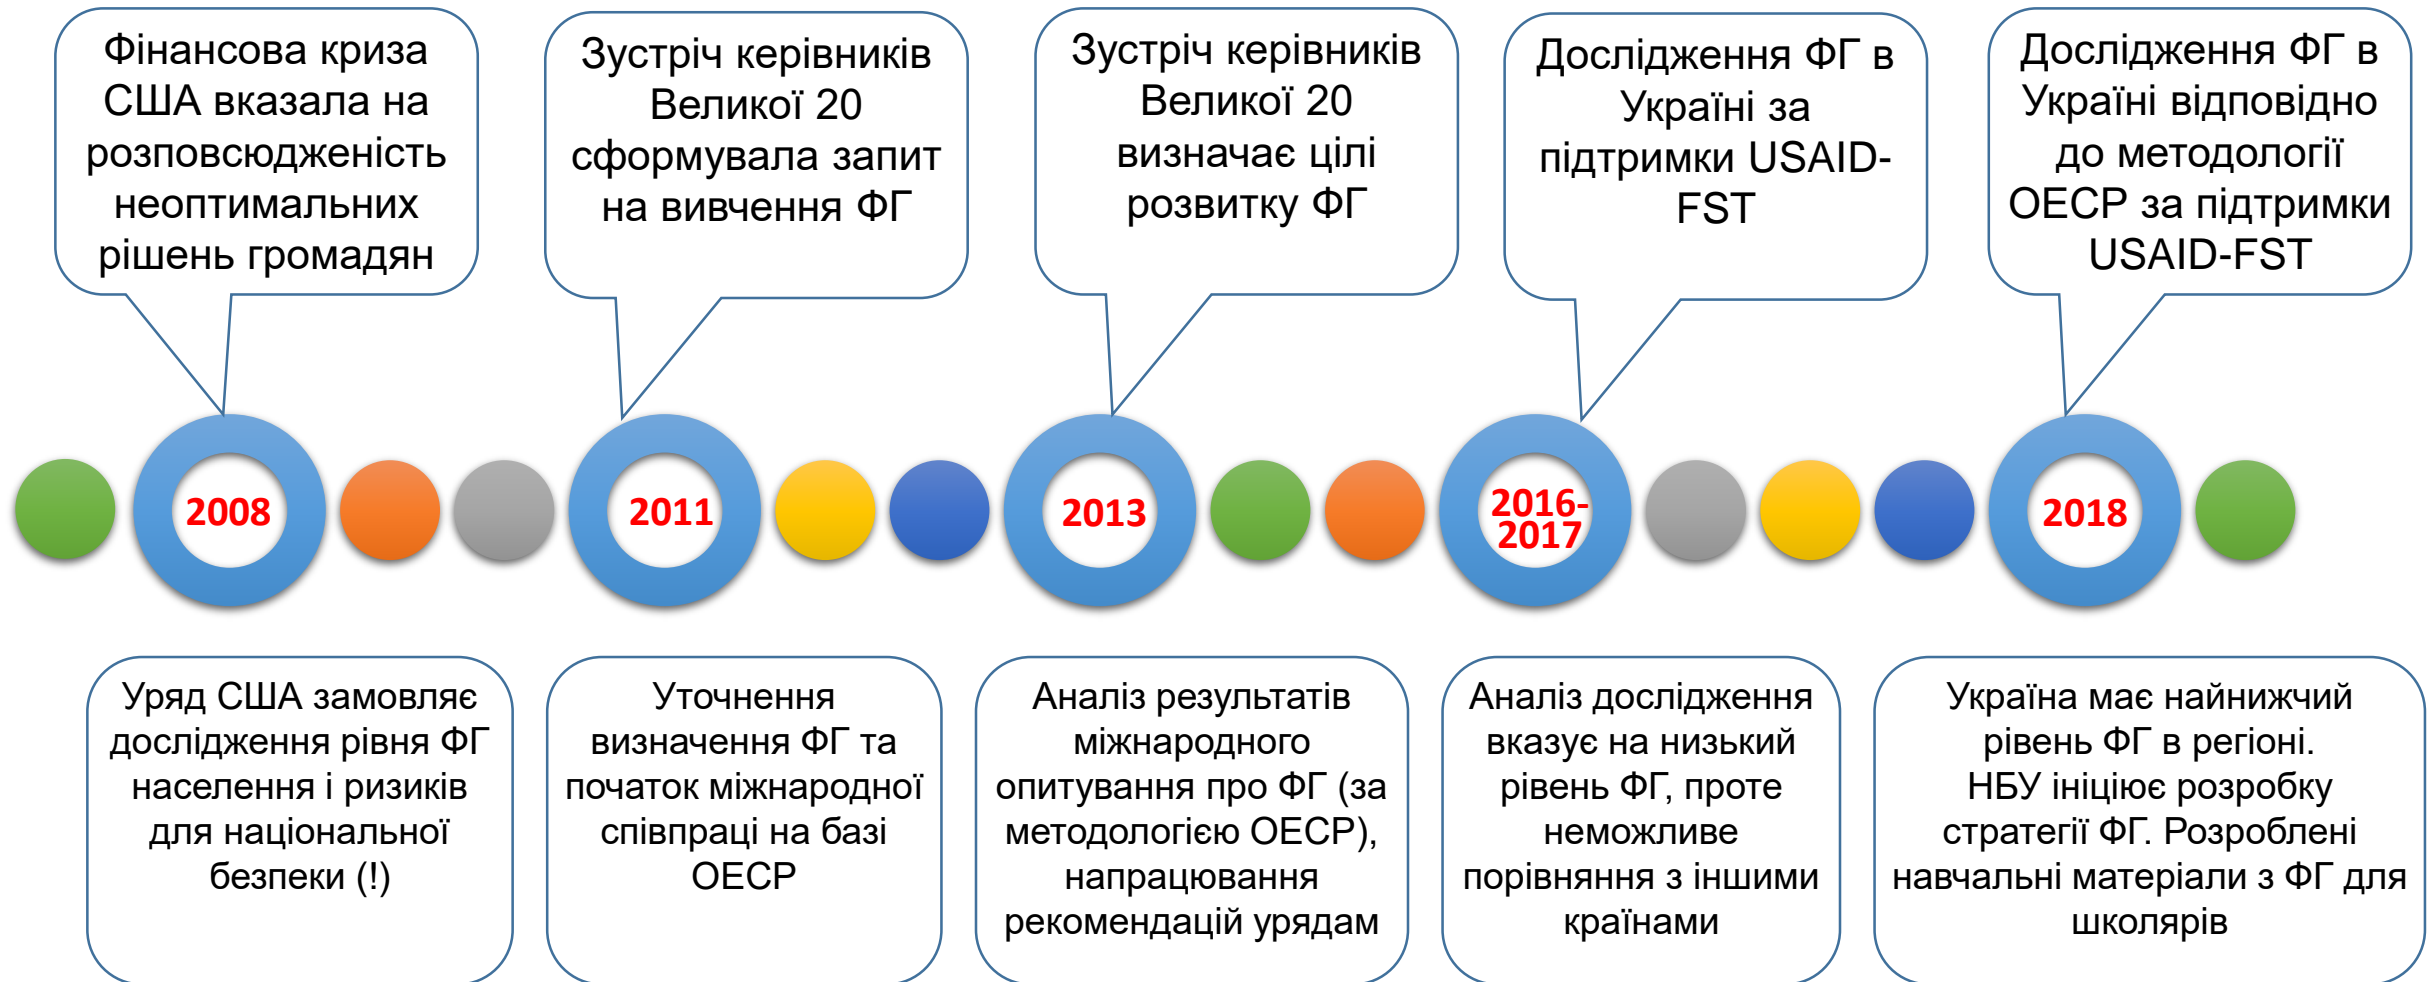 Фінансова криза
США вказала на
розповсюдженість
неоптимальних
рішень громадян
Зустріч керівників
Великої 20
сформувала запит
на вивчення ФГ
Зустріч керівників
Великої 20
визначає цілі
розвитку ФГ
Дослідження ФГ в
Україні за
підтримки USAID-
FST
Дослідження ФГ в
Україні відповідно
до методології
ОЕСР за підтримки
USAID-FST
2008
2011
2013
2016-
2017
2018
Уряд США замовляє
дослідження рівня ФГ
населення і ризиків
для національної
безпеки (!)
Уточнення
визначення ФГ та
початок міжнародної
співпраці на базі
ОЕСР
Аналіз результатів
міжнародного
опитування про ФГ (за
методологією ОЕСР),
напрацювання
рекомендацій урядам
Аналіз дослідження
вказує на низький
рівень ФГ, проте
неможливе
порівняння з іншими
країнами
Україна має найнижчий
рівень ФГ в регіоні.
НБУ ініціює розробку
стратегії ФГ. Розроблені
навчальні матеріали з ФГ для
школярів